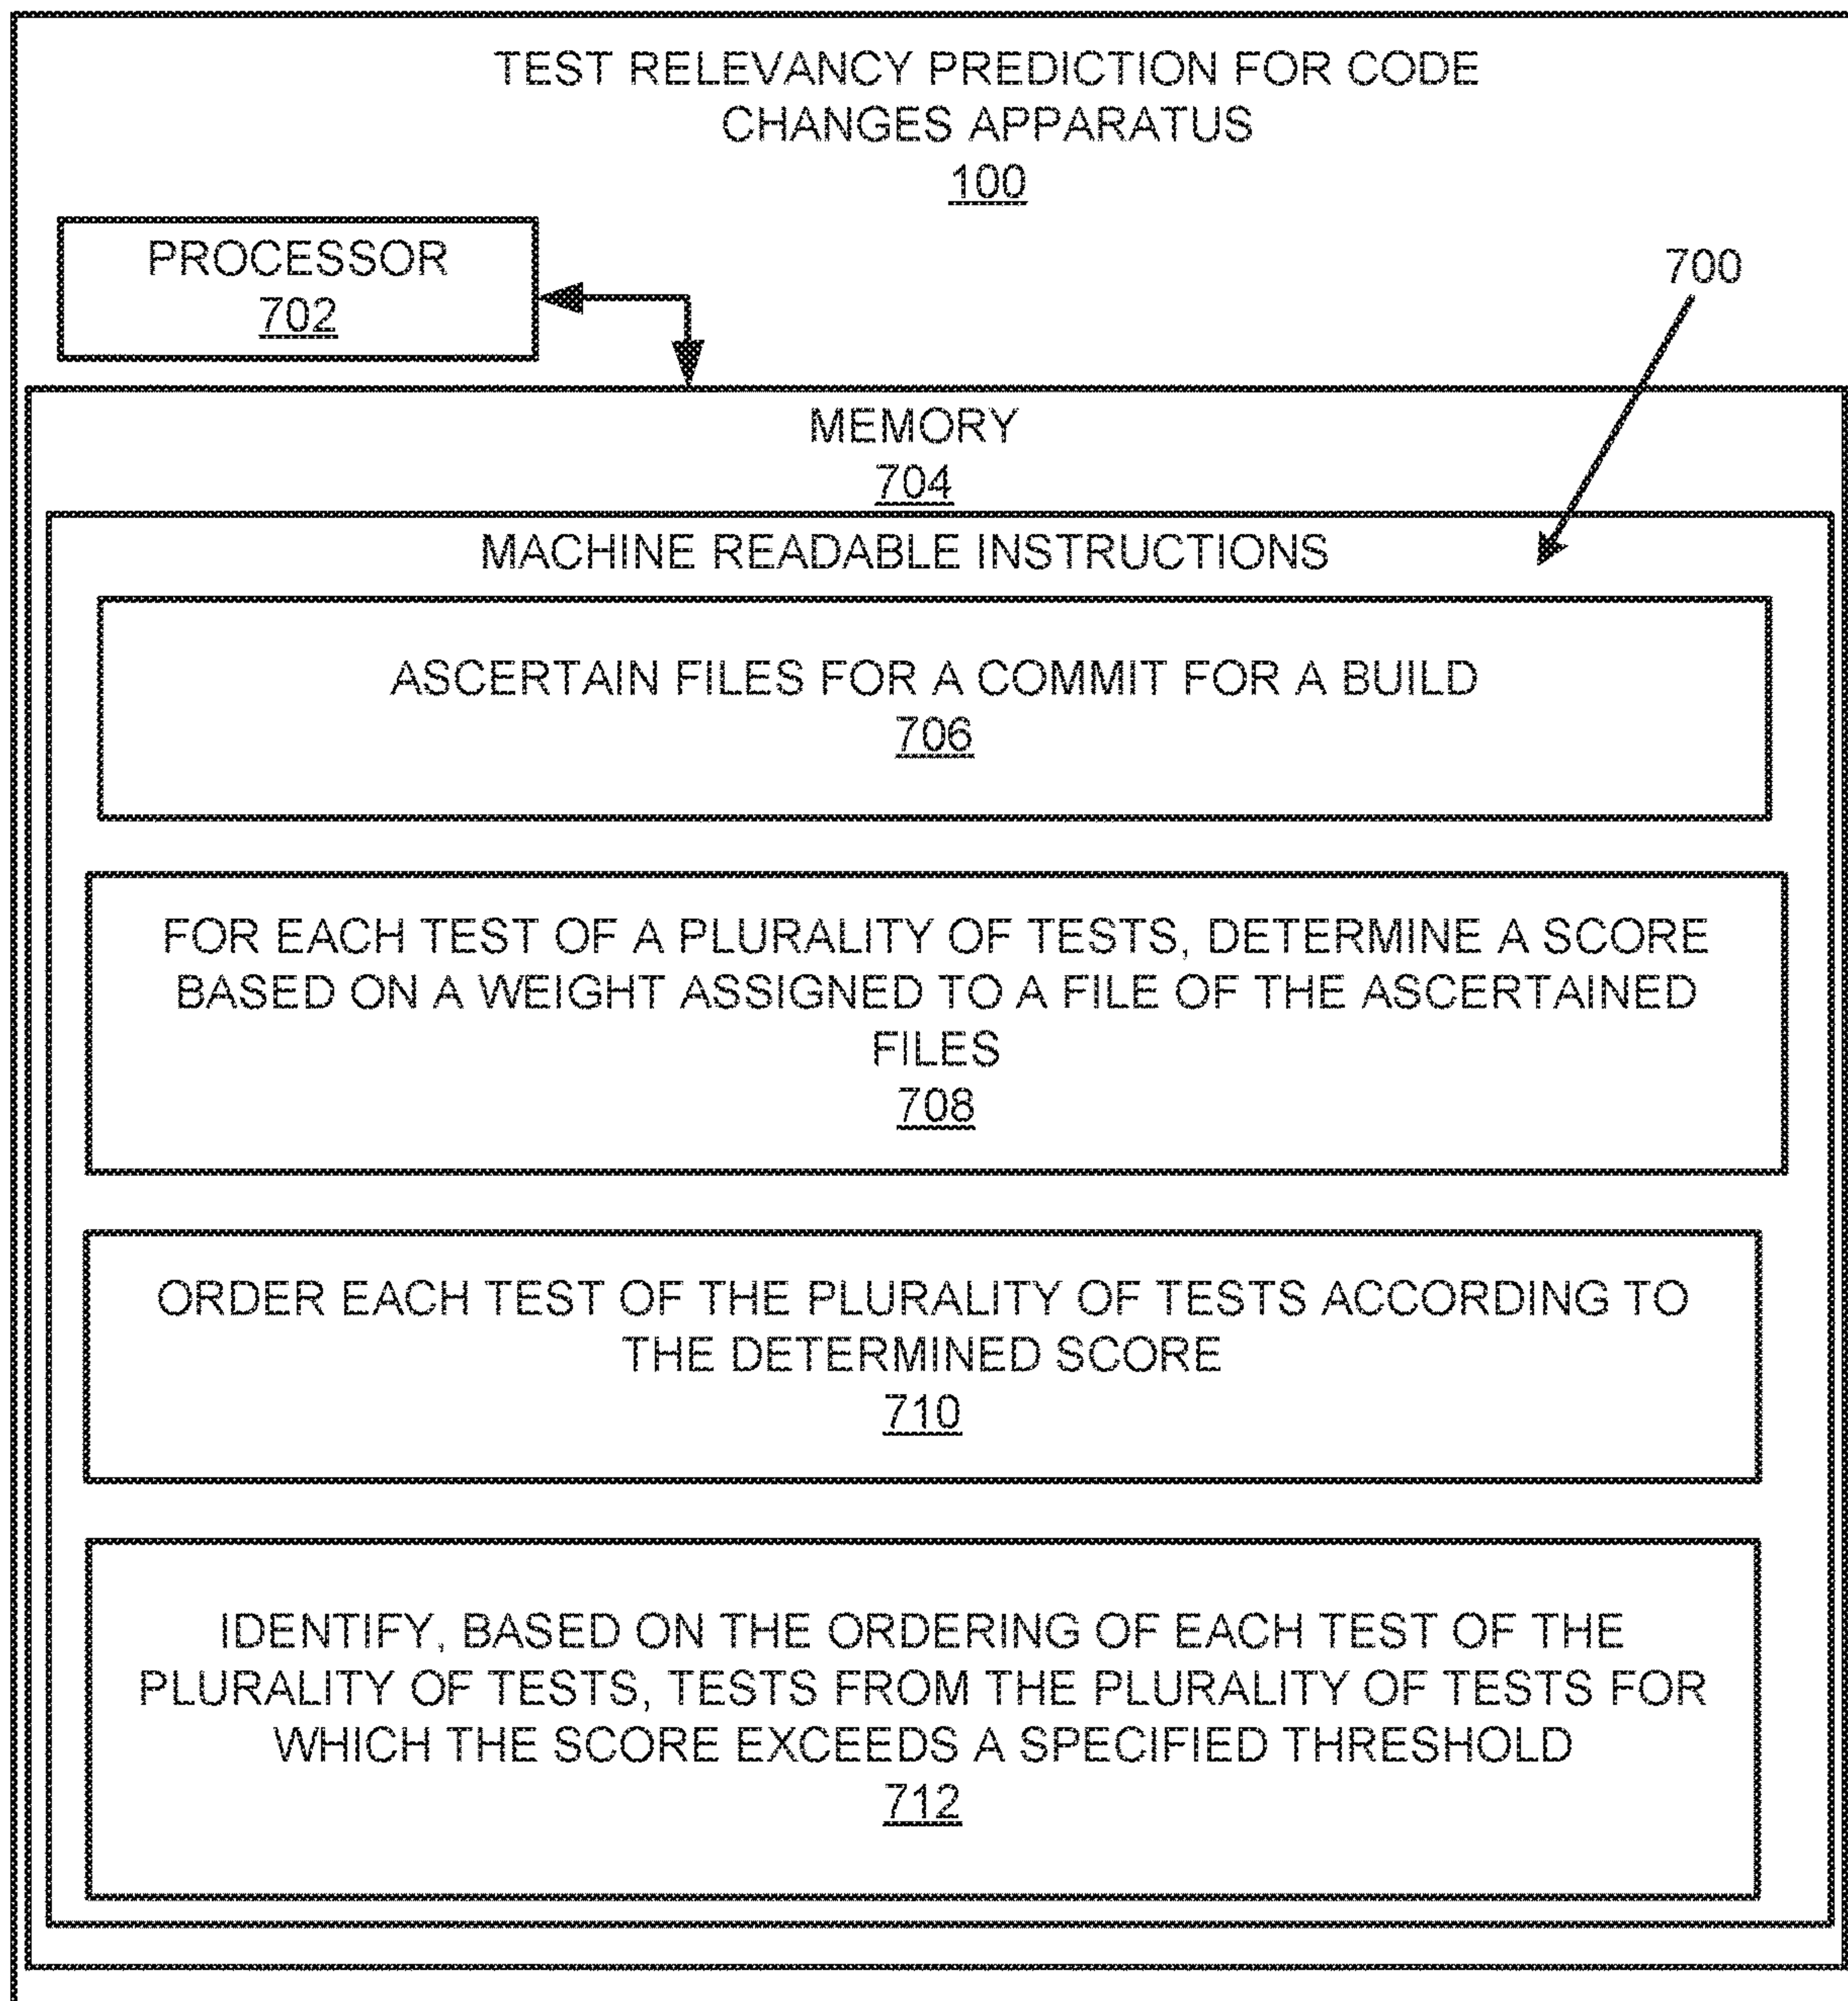 TEST RELEVANCY PREDICTION FOR CODE
CHANGES APPARATUS
100
PROCESSOR
702
700
MEMORY
704
MACHINE READABLE INSTRUCTIONS
ASCERTAIN FILES FOR A COMMIT FOR A BUILD
706
FOR EACH TEST OF A PLURALITY OF TESTS, DETERMINE A SCORE
BASED ON A WEIGHT ASSIGNED TO A FILE OF THE ASCERTAINED
FILES
708
ORDER EACH TEST OF THE PLURALITY OF TESTS ACCORDING TO
THE DETERMINED SCORE
710
IDENTIFY, BASED ON THE ORDERING OF EACH TEST OF THE
PLURALITY OF TESTS, TESTS FROM THE PLURALITY OF TESTS FOR
WHICH THE SCORE EXCEEDS A SPECIFIED THRESHOLD
712